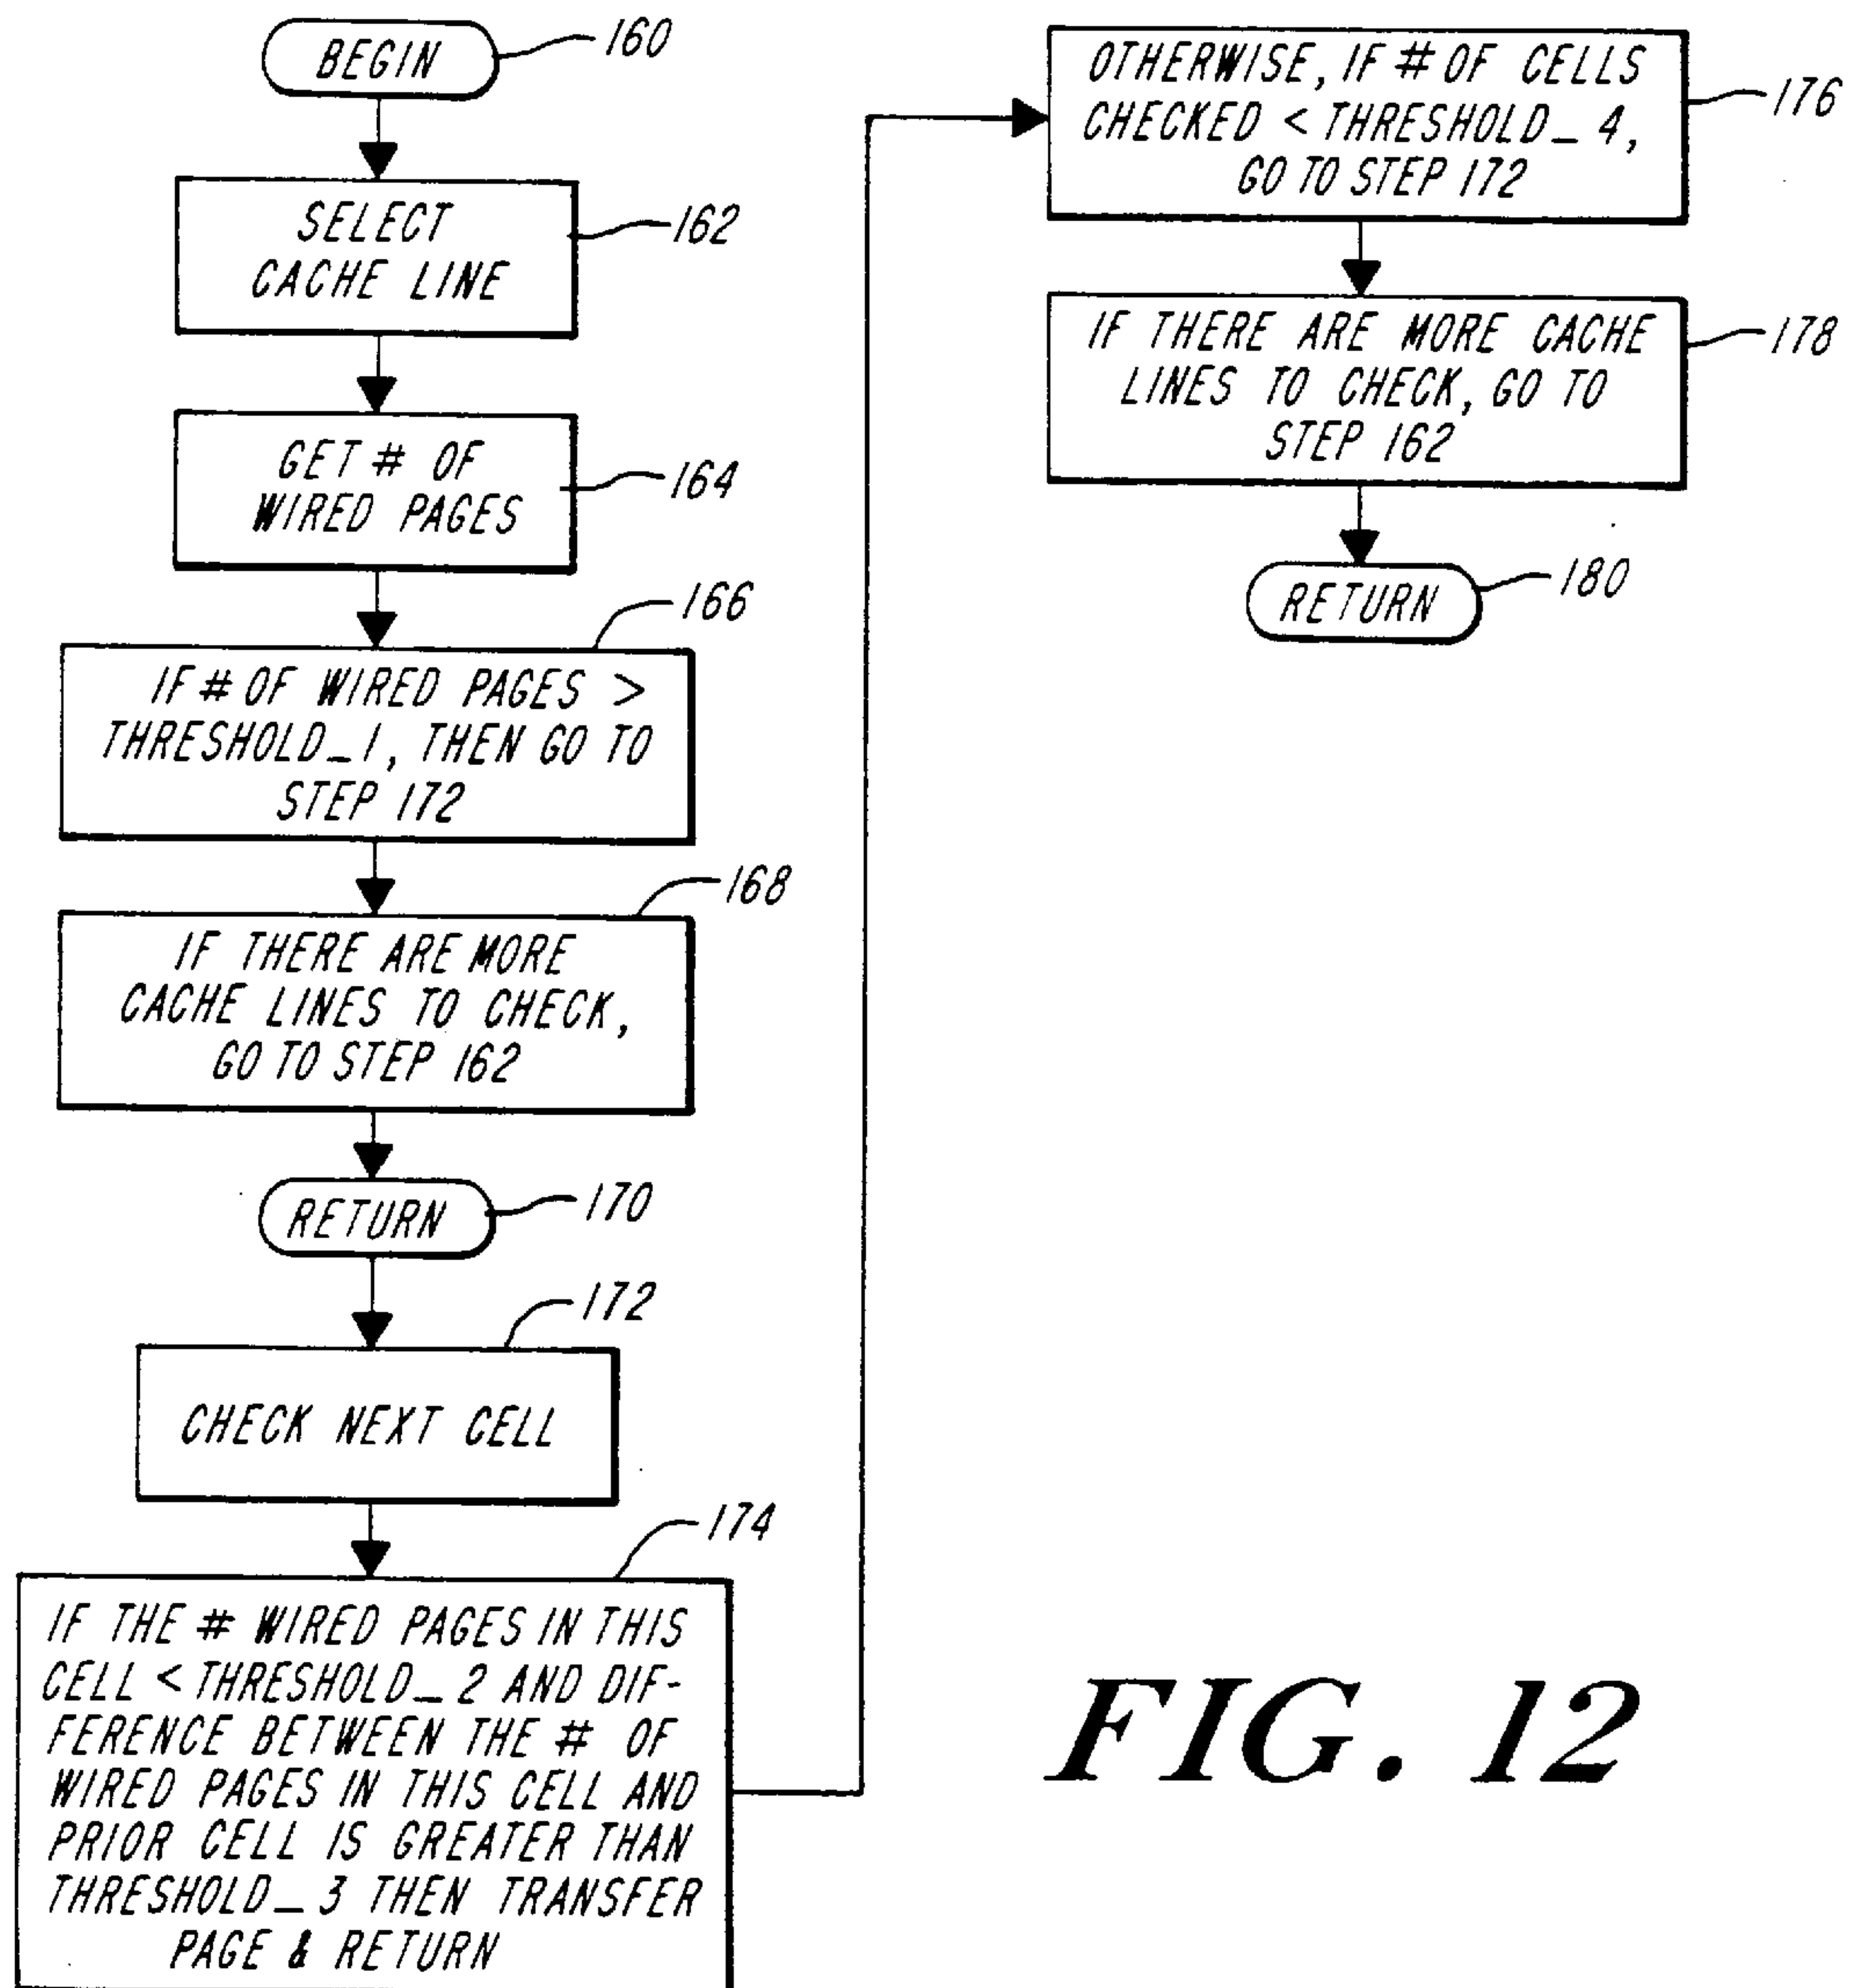 BEGIN
160
SELECT
CACHE LINE
162
GET # OF
WIRED PAGES
164
166
IF # OF WIRED PAGES >
THRESHOLD_1, THEN GO TO
STEP 172
168
IF THERE ARE MORE
CACHE LINES TO CHECK,
GO TO STEP 162
RETURN
170
172
CHECK NEXT CELL
174
IF THE # WIRED PAGES IN THIS
CELL < THRESHOLD_2 AND DIF-
FERENCE BETWEEN THE # OF
WIRED PAGES IN THIS CELL AND
PRIOR CELL IS GREATER THAN
THRESHOLD_3 THEN TRANSFER
PAGE & RETURN
OTHERWISE, IF # OF CELLS
CHECKED < THRESHOLD_4,
GO TO STEP 172
176
IF THERE ARE MORE CACHE
LINES TO CHECK, GO TO
STEP 162
178
RETURN
180
FIG. 12